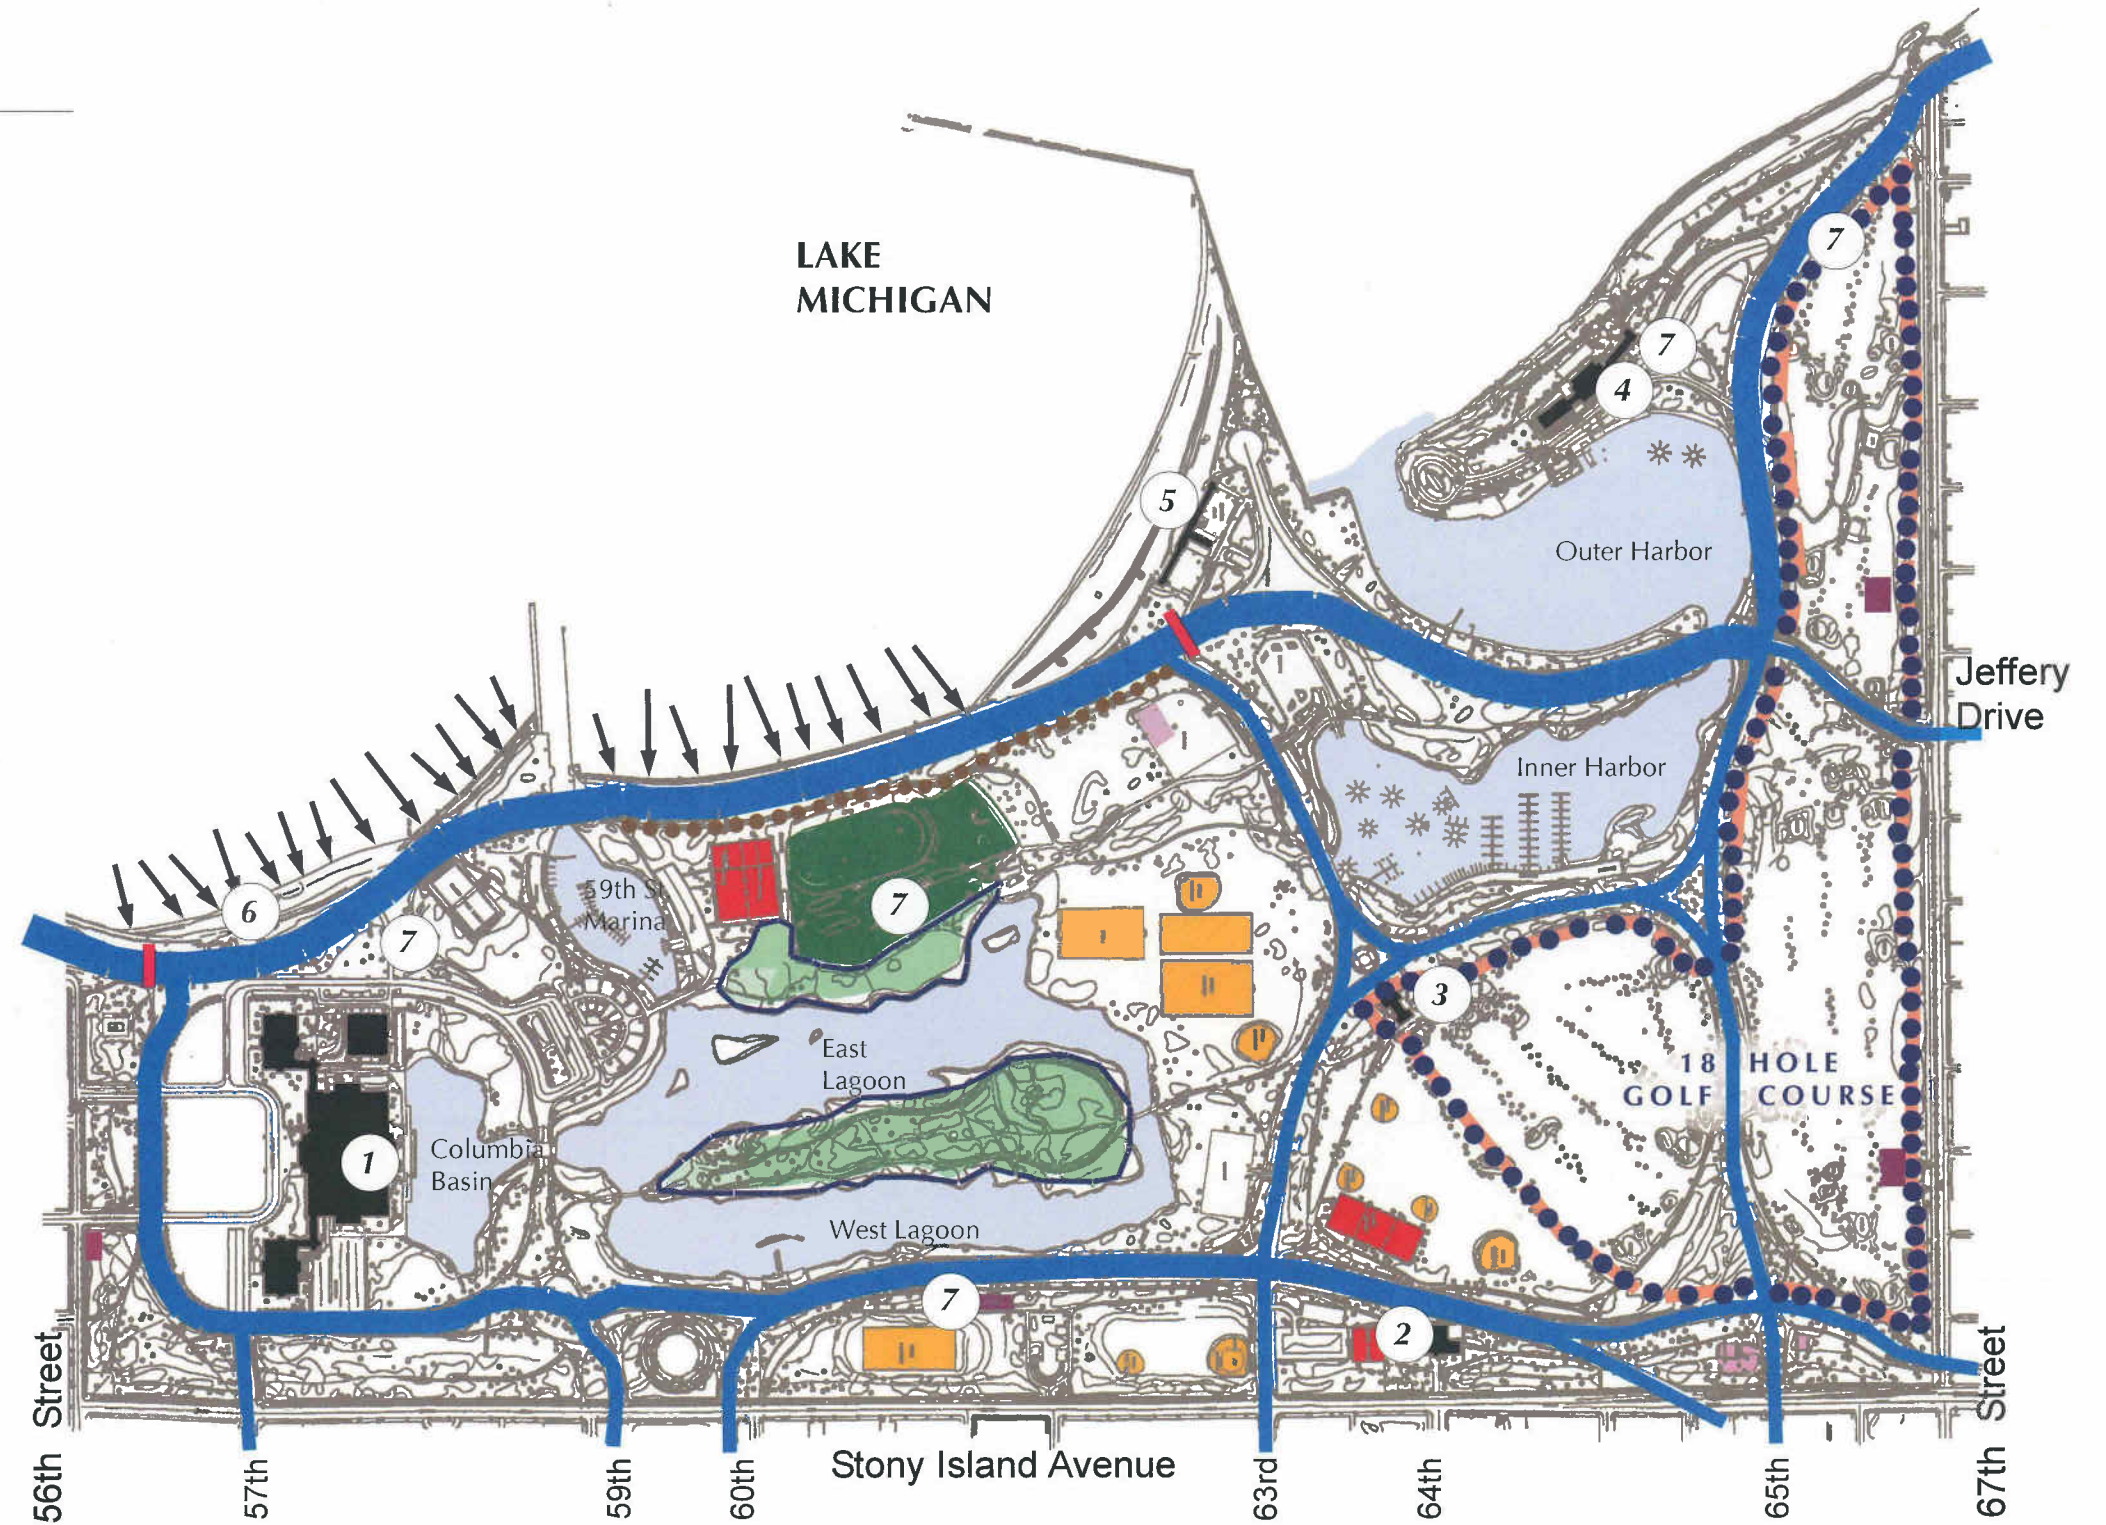 LAKE
MICHIGAN
7
7
4
5
Outer Harbor
Jeffery
Drive
Inner Harbor
59th St
Marina
7
6
7
3
East
Lagoon
18 HOLE
GOLF COURSE
Columbia
Basin
1
West Lagoon
7
2
56th Street
57th
59th
60th
Stony Island Avenue
63rd
64th
65th
67th Street